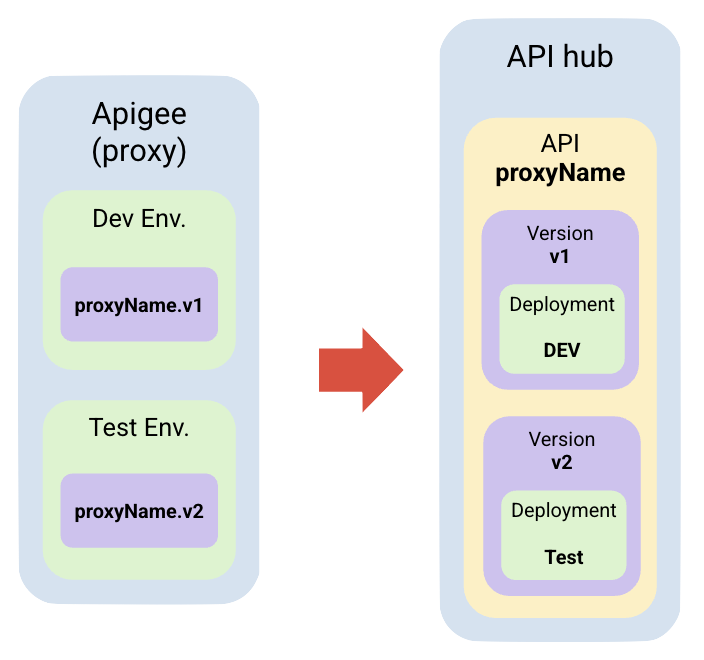 Apigee
(proxy)
Dev Env.
proxyName.v1
Test Env.
proxyName.v2
API hub
API
proxyName
Version
v1
Deployment
DEV
Version
v2
Deployment
Test